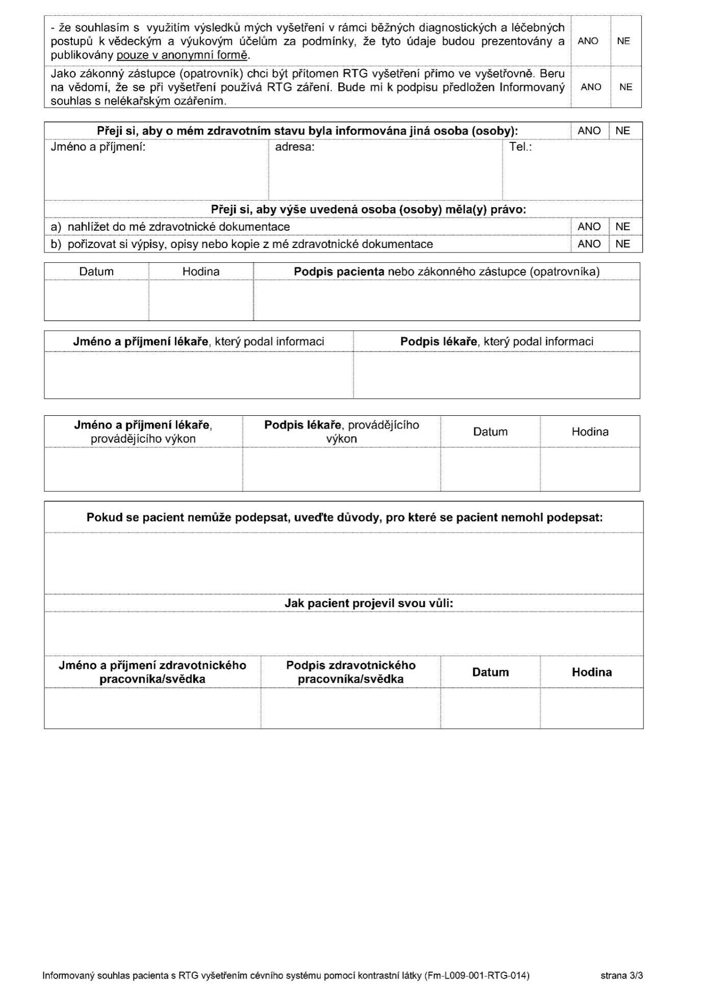 - že souhlasím s využitím výsledků mých vyšetření v rámci běžných diagnostických a léčebných
postupů k vědeckým a výukovým účelům za podmínky, že tyto údaje budou prezentovány a
publikovány pouze v anonymní formě.
ANO NE
Jako zákonný zástupce (opatrovník) chci být přítomen RTG vyšetření přímo ve vyšetřovně. Beru
na vědomí, že se při vyšetření používá RTG záření. Bude mi k podpisu předložen Informovaný
souhlas s nelékařským ozářením.
ANO NE
Přeji si, aby o mém zdravotním stavu byla informována jiná osoba (osoby): ANO NE
Jméno a příjmení: adresa: Tel.:
Přeji si, aby výše uvedená osoba (osoby) měla(y) právo:
a) nahlížet do mé zdravotnické dokumentace ANO NE
b) pořizovat si výpisy, opisy nebo kopie z mé zdravotnické dokumentace ANO NE
Datum Hodina Podpis pacienta nebo zákonného zástupce (opatrovníka)
Jméno a příjmení lékaře, který podal informaci Podpis lékaře, který podal informaci
Jméno a příjmení lékaře,
provádějícího výkon
Podpis lékaře, provádějícího
výkon
Datum Hodina
Pokud se pacient nemůže podepsat, uveďte důvody, pro které se pacient nemohl podepsat:
Jak pacient projevil svou vůli:
Jméno a příjmení zdravotnického
pracovníka/svědka
Podpis zdravotnického
pracovníka/svědka
Datum Hodina
Informovaný souhlas pacienta s RTG vyšetřením cévního systému pomocí kontrastní látky (Fm-L009-001-RTG-014) strana 3/3